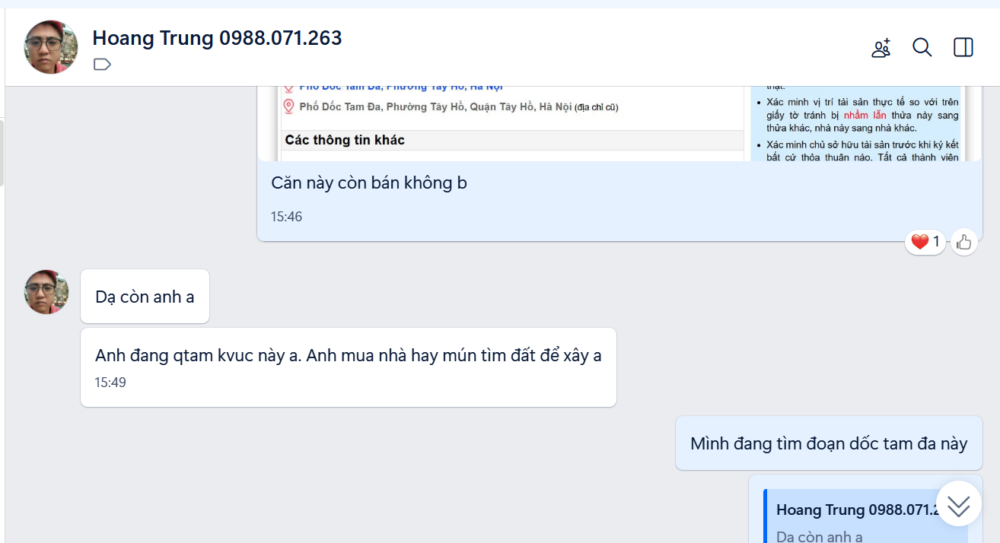 Hoang Trung 0988.071.263
Phố Dốc Tam Đa, Phường Tây Hồ, Hà Nội
Phố Dốc Tam Đa, Phường Tây Hồ, Quận Tây Hồ, Hà Nội (địa chỉ cũ)
Các thông tin khác
thật.
• Xác minh vị trí tài sản thực tế so với trên
giấy tờ tránh bị nhầm lẫn thửa này sang
thửa khác, nhà này sang nhà khác.
• Xác minh chủ sở hữu tài sản trước khi ký kết
bất cứ thỏa thuận nào. Tất cả thành viên
Căn này còn bán không b
15:46
1
Dạ còn anh a
Anh đang qtam kvuc này a. Anh mua nhà hay mún tìm đất để xây a
15:49
Mình đang tìm đoạn dốc tam đa này
Hoang Trung 0988.071.2
Dạ còn anh a